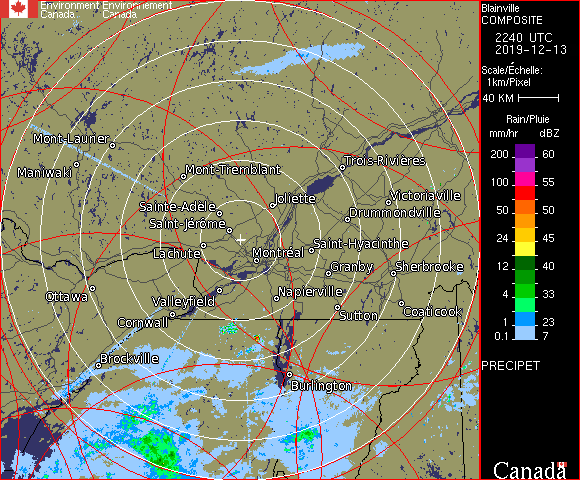 Environment Environnement
Canada Canada
Blainville
COMPOSITE
2240 UTC
2019-12-13
Scale/Échelle:
1km/Pixel
40 KM
Rain/Pluie
mm/hr dBZ
200 60
100 55
50 50
24 45
12 40
4 33
1 23
0.1 7
PRECIPET
Canada
Mont-Laurier
Maniwaki
Mont-Tremblant
Trois-Rivières
Joliette
Victoriaville
Sainte-Adèle
Drummondville
Saint-Jérôme
Saint-Hyacinthe
Lachute
Montréal
Granby
Sherbrooke
Ottawa
Valleyfield
Napierville
Cornwall
Sutton
Coaticook
Brockville
Burlington